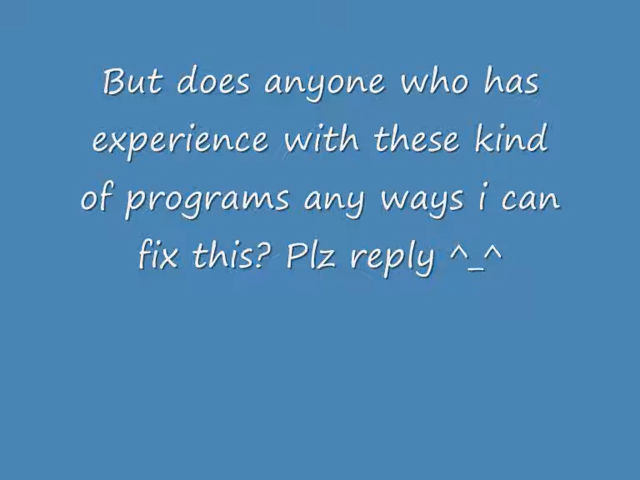 But does anyone who has
experience with these kind
of programs any ways i can
fix this? Plz reply ^_^